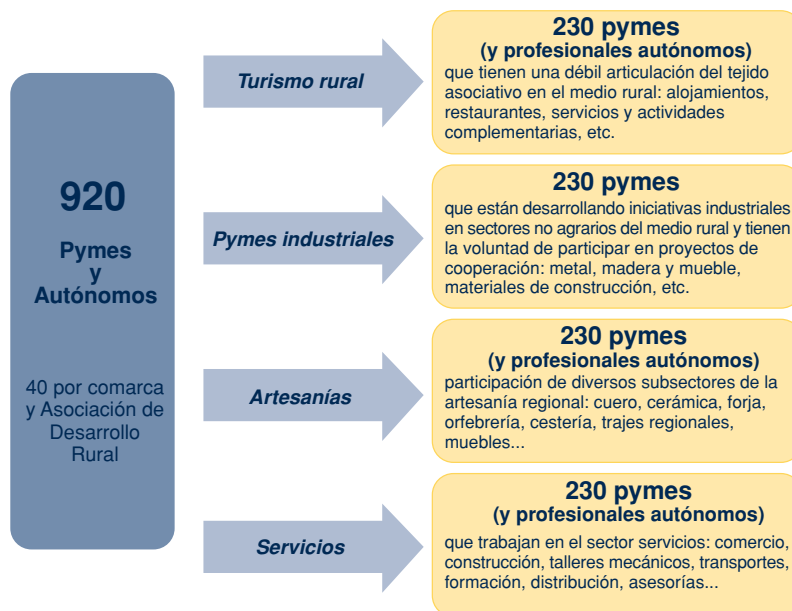 920
Pymes
y
Autónomos
40 por comarca
y Asociación de
Desarrollo
Rural
Turismo rural
230 pymes
(y profesionales autónomos)
que tienen una débil articulación del tejido
asociativo en el medio rural: alojamientos,
restaurantes, servicios y actividades
complementarias, etc.
Pymes industriales
230 pymes
que están desarrollando iniciativas industriales
en sectores no agrarios del medio rural y tienen
la voluntad de participar en proyectos de
cooperación: metal, madera y mueble,
materiales de construcción, etc.
Artesanías
230 pymes
(y profesionales autónomos)
participación de diversos subsectores de la
artesanía regional: cuero, cerámica, forja,
orfebrería, cestería, trajes regionales,
muebles...
Servicios
230 pymes
(y profesionales autónomos)
que trabajan en el sector servicios: comercio,
construcción, talleres mecánicos, transportes,
formación, distribución, asesorías...